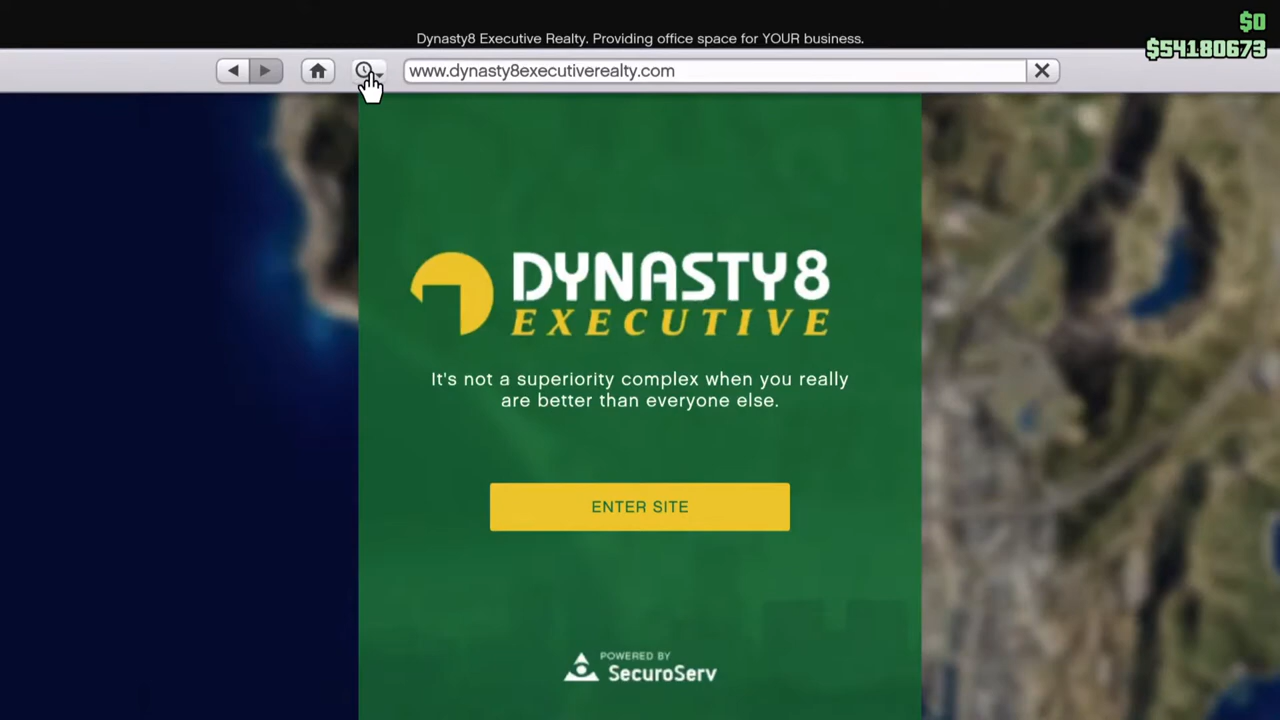 $0
Dynasty8 Executive Realty. Providing office space for YOUR business.
$54180673
www.dynasty8executiverealty.com
DYNASTY8
EXECUTIVE
It's not a superiority complex when you really
are better than everyone else.
ENTER SITE
POWERED BY
SecuroServ